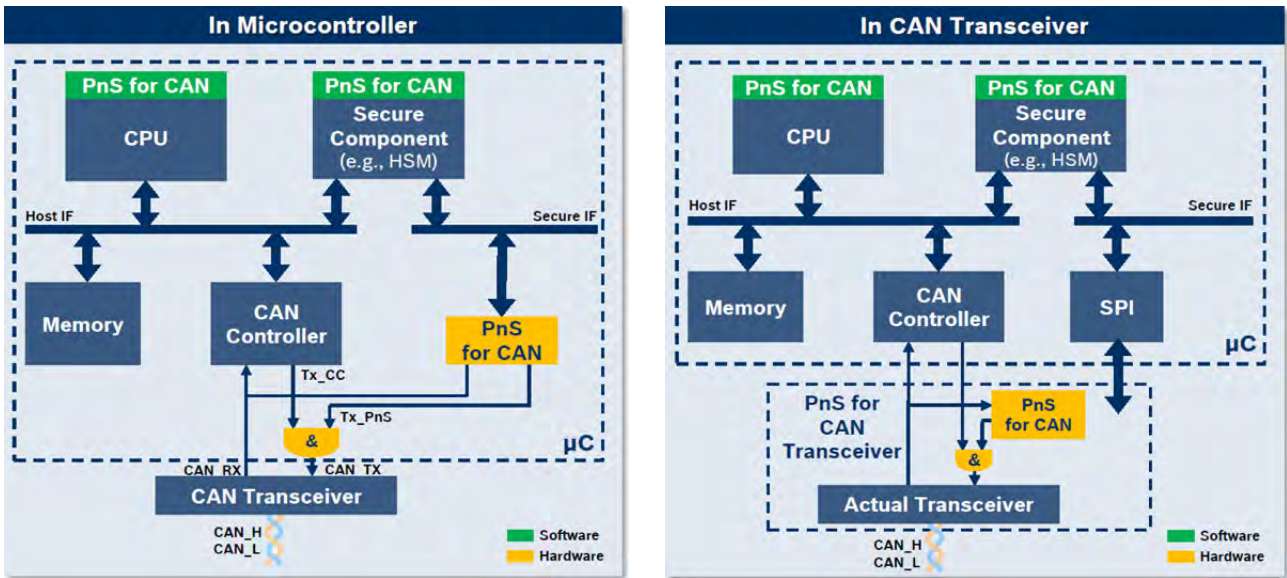 In Microcontroller
PnS for CAN
CPU
PnS for CAN
Secure
Component
(e.g., HSM)
Host IF
Secure IF
Memory
CAN
Controller
PnS
for CAN
Tx_CC
Tx_PnS
&
µC
CAN_RX
CAN_TX
CAN Transceiver
CAN_H
CAN_L
Software
Hardware
In CAN Transceiver
PnS for CAN
CPU
PnS for CAN
Secure
Component
(e.g., HSM)
Host IF
Secure IF
Memory
CAN
Controller
SPI
µC
PnS for
CAN
Transceiver
PnS
for CAN
&
Actual Transceiver
CAN_H
CAN_L
Software
Hardware